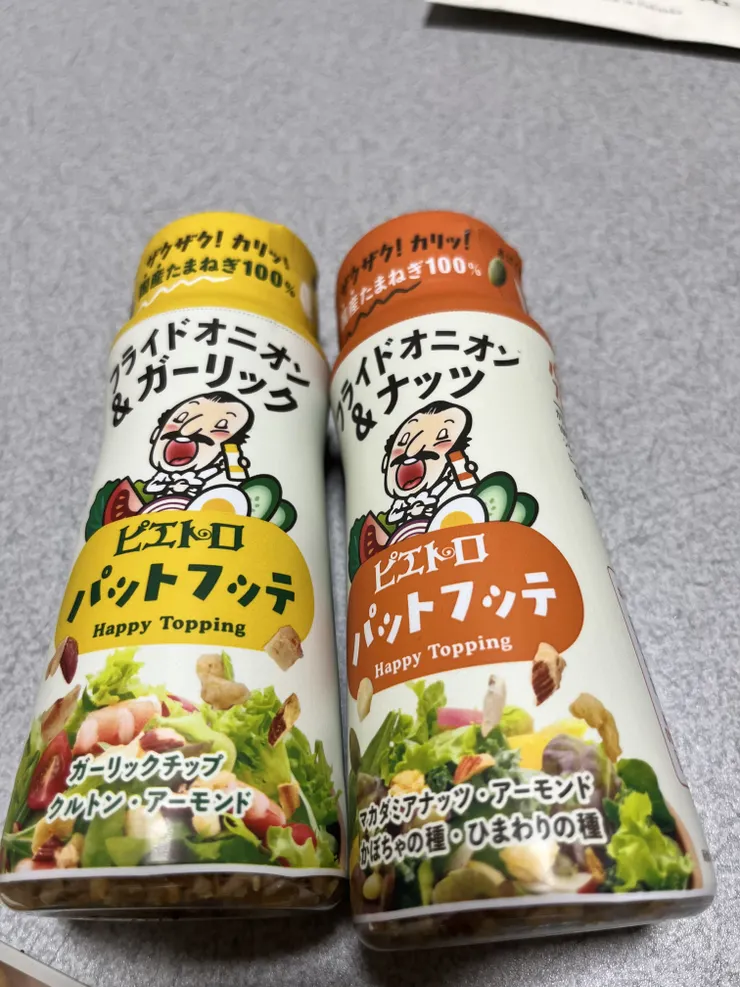 ザクザク! カリッ!
国産たまねぎ100%
フライドオニオン
&ガーリック
ピエトロ
パットフッテ
Happy Topping
ガーリックチップ
クルトン・アーモンド
ザクザク! カリッ!
国産たまねぎ100%
フライドオニオン
&ナッツ
ピエトロ
パットフッテ
Happy Topping
マカダミアナッツ・アーモンド
かぼちゃの種・ひまわりの種